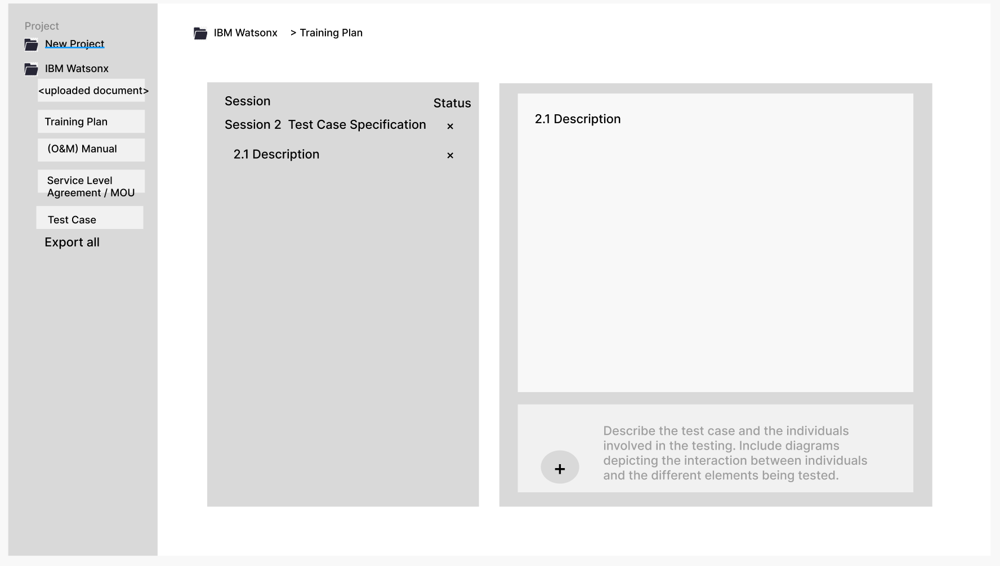 Project
New Project
IBM Watsonx
<uploaded document>
Training Plan
(O&M) Manual
Service Level
Agreement / MOU
Test Case
Export all
IBM Watsonx > Training Plan
Session Status
Session 2 Test Case Specification ×
2.1 Description ×
2.1 Description
+
Describe the test case and the individuals
involved in the testing. Include diagrams
depicting the interaction between individuals
and the different elements being tested.